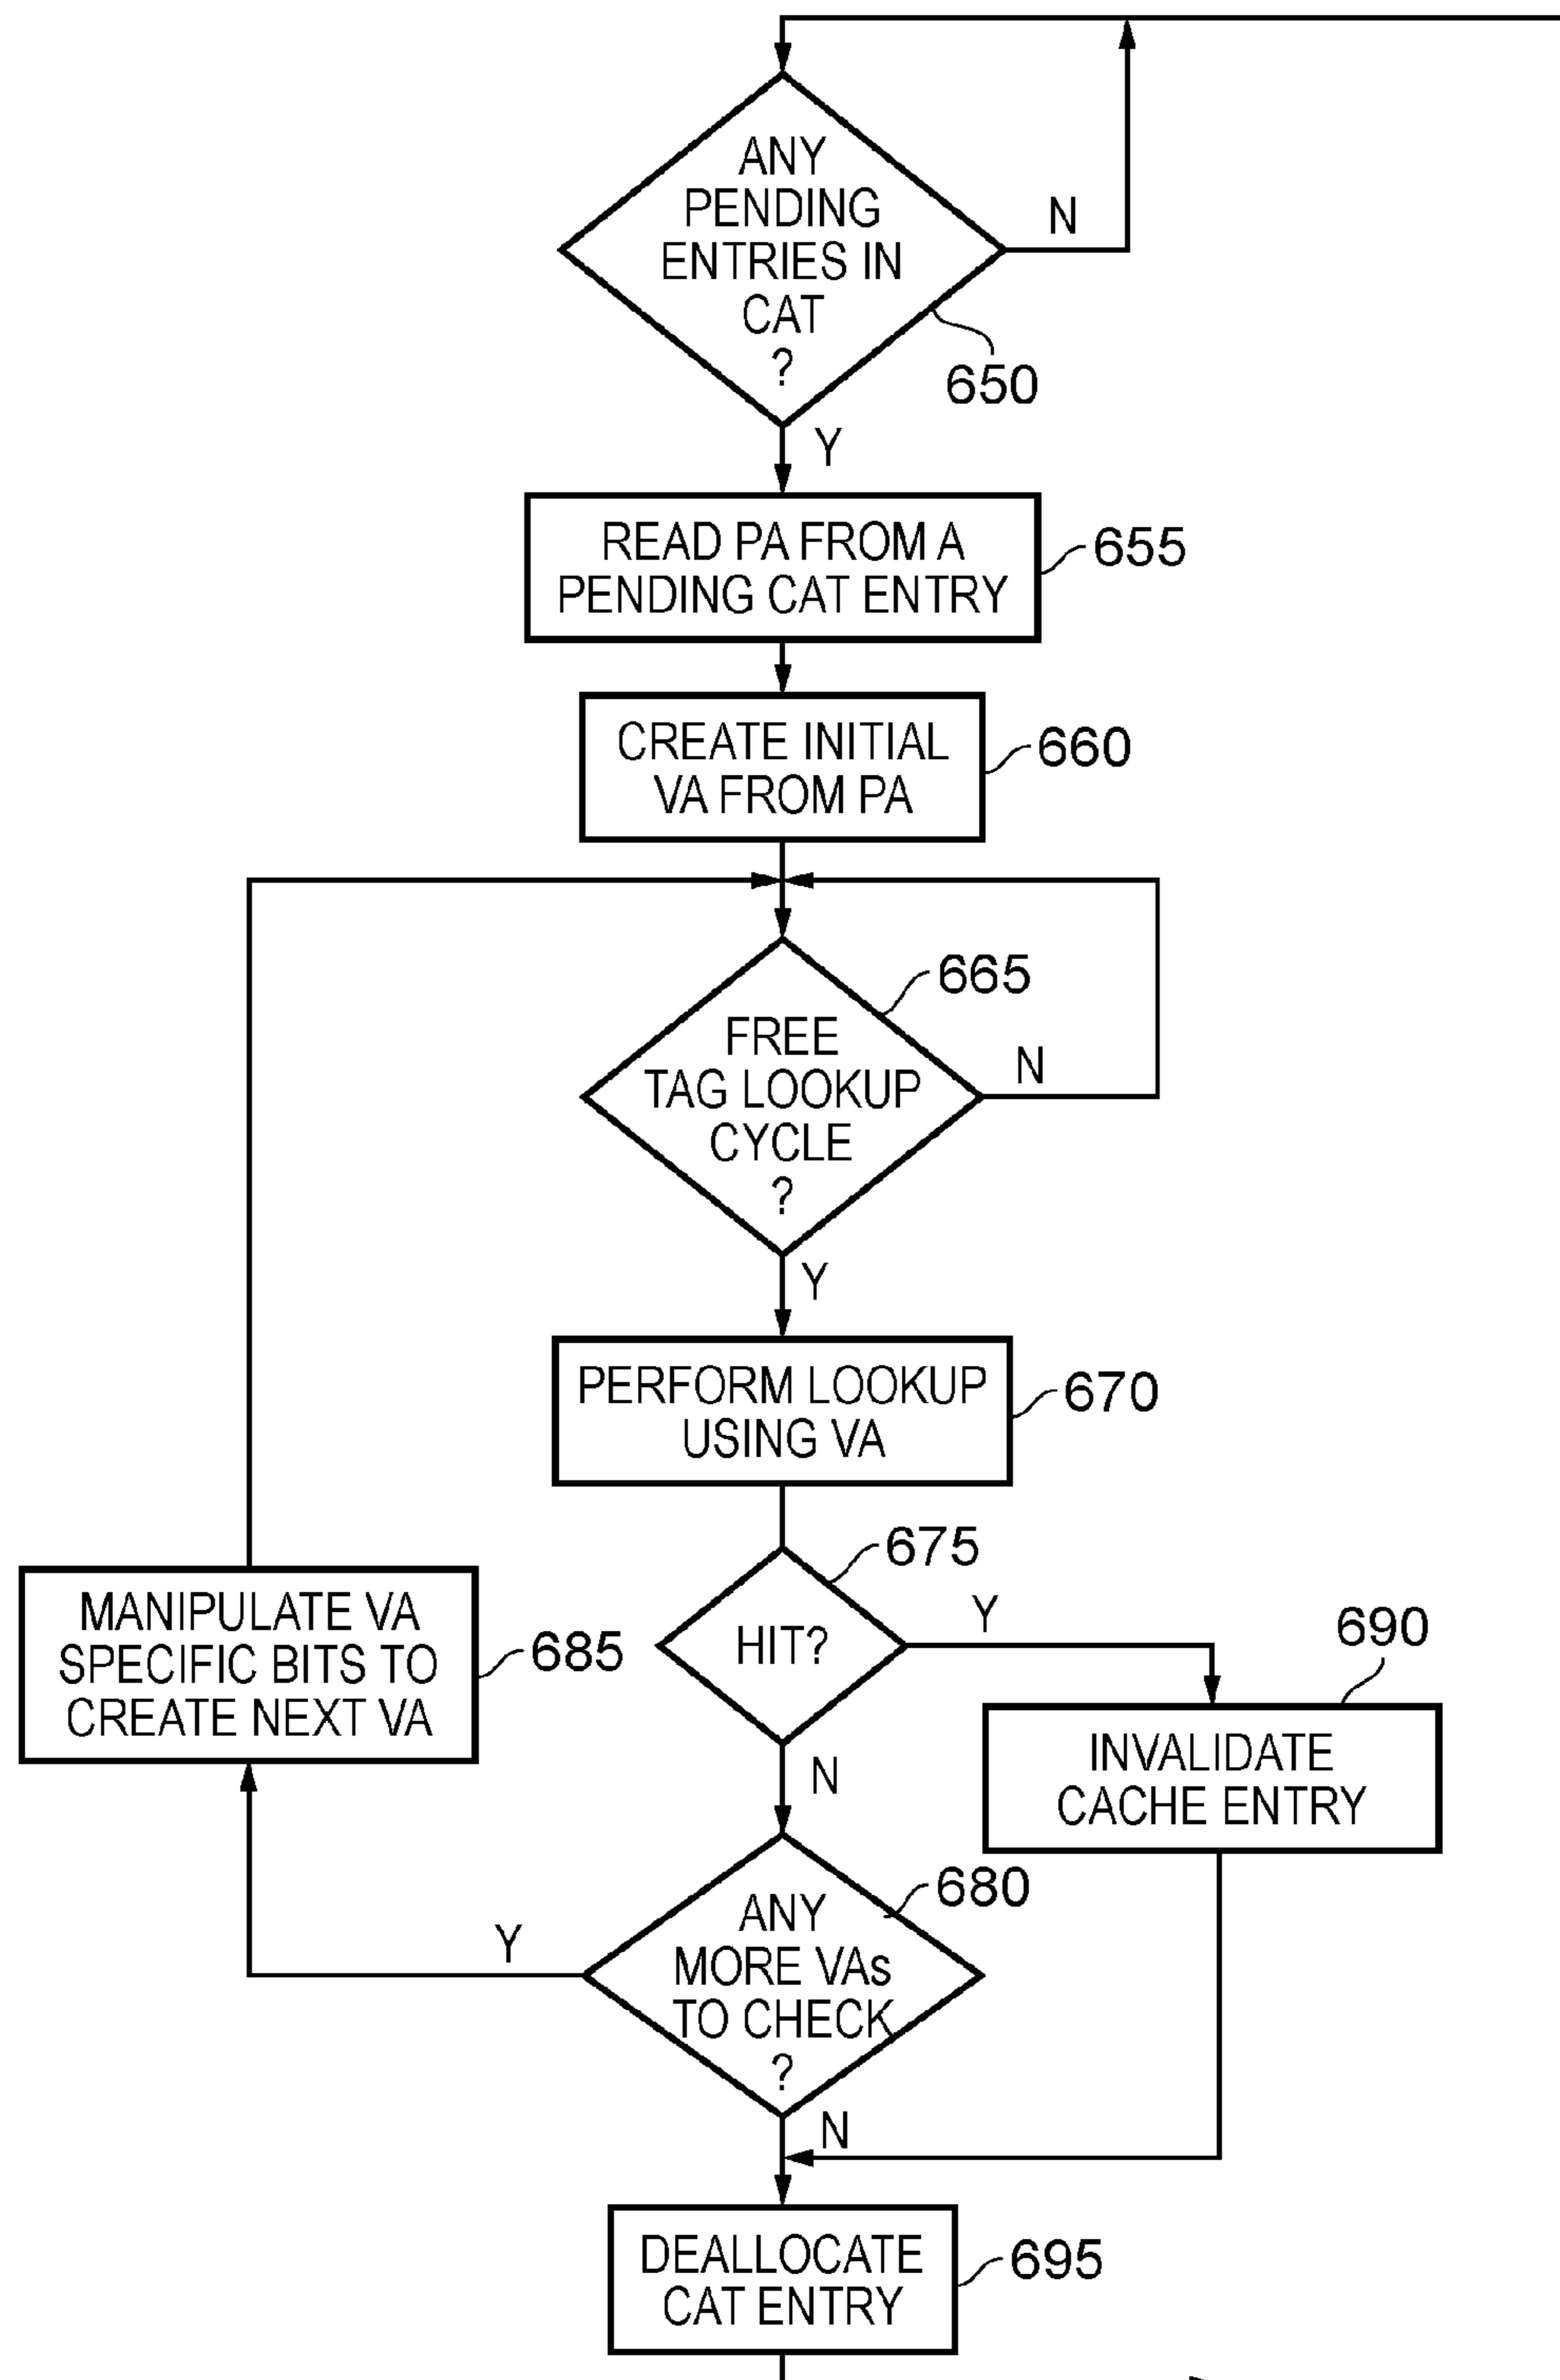 ANY
PENDING
ENTRIES IN
CAT
?
N
650
Y
READ PA FROM A
PENDING CAT ENTRY
655
CREATE INITIAL
VA FROM PA
660
665
FREE
TAG LOOKUP
CYCLE
?
N
Y
PERFORM LOOKUP
USING VA
670
675
HIT?
Y
690
MANIPULATE VA
SPECIFIC BITS TO
CREATE NEXT VA
685
N
INVALIDATE
CACHE ENTRY
680
ANY
MORE VAs
TO CHECK
?
Y
N
DEALLOCATE
CAT ENTRY
695